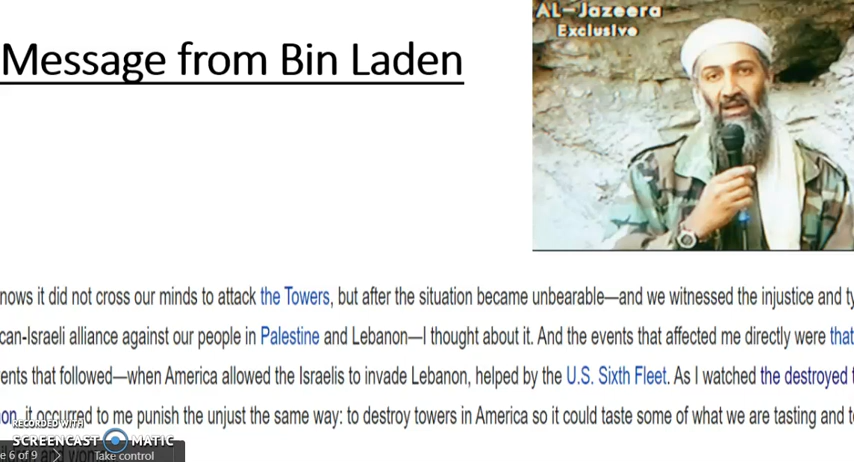 AL-Jazeera
Exclusive
Message from Bin Laden
nows it did not cross our minds to attack the Towers, but after the situation became unbearable—and we witnessed the injustice and ty
can-Israeli alliance against our people in Palestine and Lebanon—I thought about it. And the events that affected me directly were that
ents that followed—when America allowed the Israelis to invade Lebanon, helped by the U.S. Sixth Fleet. As I watched the destroyed
on, it occurred to me punish the unjust the same way: to destroy towers in America so it could taste some of what we are tasting and to
RECORDED WITH
SCREENCAST MATIC
e 6 of 9 Take control